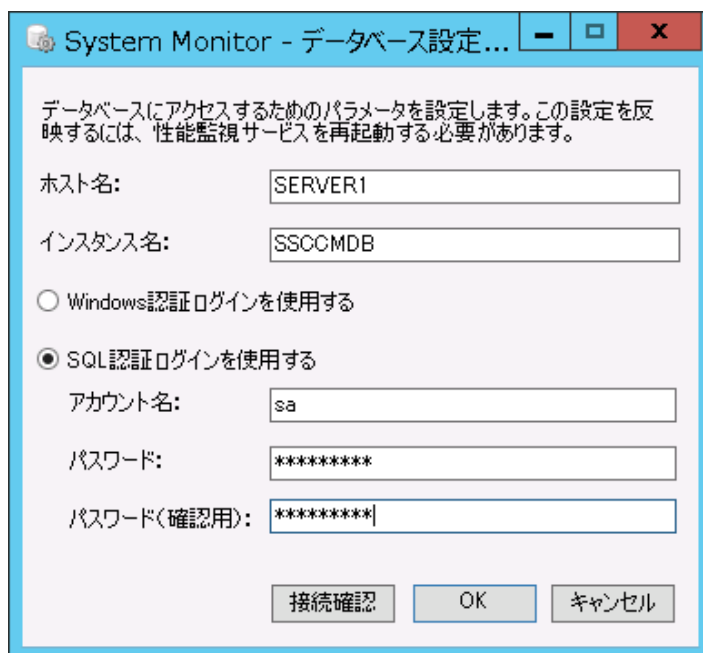 System Monitor - データベース設定...
データベースにアクセスするためのパラメータを設定します。この設定を反
映するには、性能監視サービスを再起動する必要があります。
ホスト名: SERVER1
インスタンス名: SSCCMDB
Windows認証ログインを使用する
SQL認証ログインを使用する
アカウント名: sa
パスワード: *********
パスワード(確認用): *********
接続確認 OK キャンセル